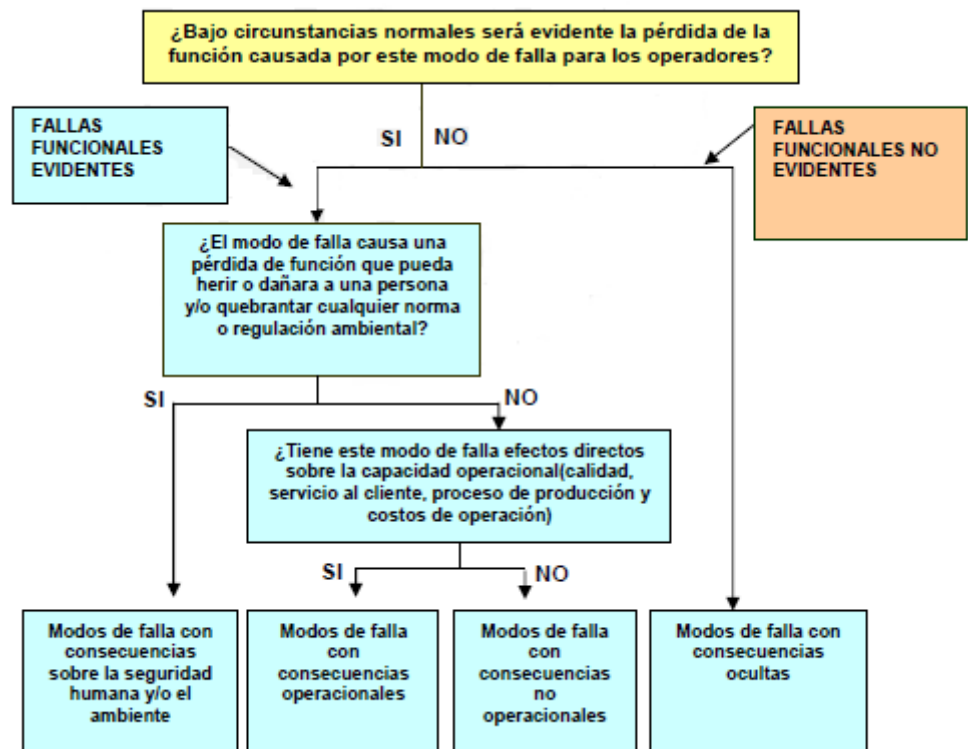 ¿Bajo circunstancias normales será evidente la pérdida de la
función causada por este modo de falla para los operadores?
FALLAS
FUNCIONALES
EVIDENTES
SI
NO
FALLAS
FUNCIONALES NO
EVIDENTES
¿El modo de falla causa una
pérdida de función que pueda
herir o dañara a una persona
y/o quebrantar cualquier norma
o regulación ambiental?
SI
NO
¿Tiene este modo de falla efectos directos
sobre la capacidad operacional(calidad,
servicio al cliente, proceso de producción y
costos de operación)
SI
NO
Modos de falla con
consecuencias
sobre la seguridad
humana y/o el
ambiente
Modos de falla
con
consecuencias
operacionales
Modos de falla
con
consecuencias
no
operacionales
Modos de falla con
consecuencias
ocultas